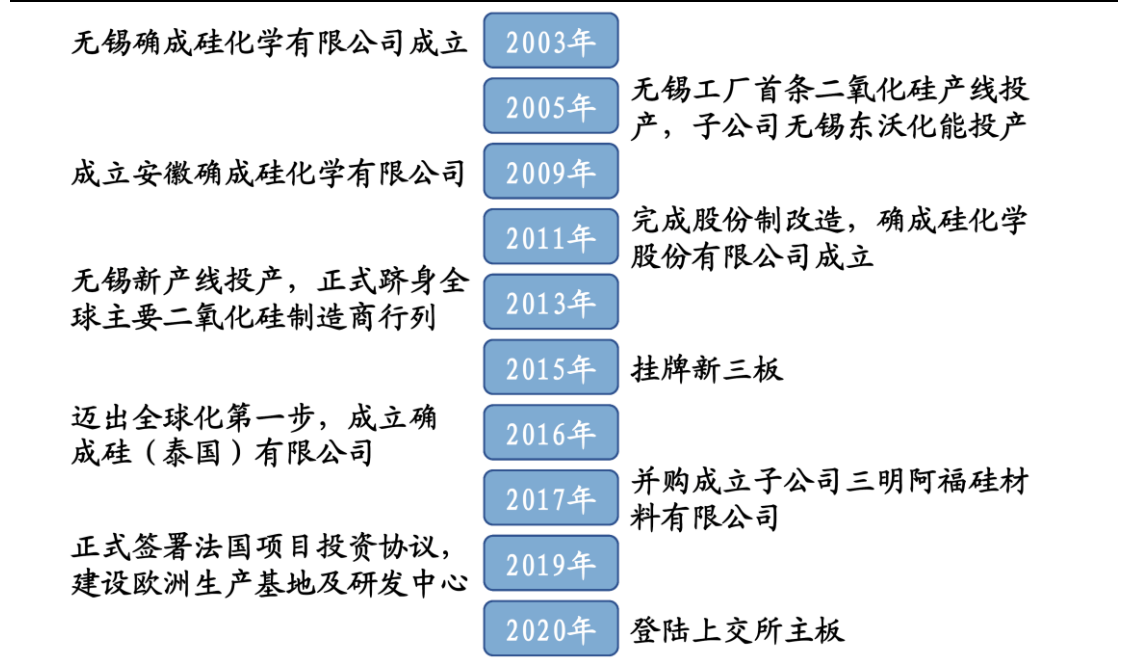 无锡确成硅化学有限公司成立
2003年
2005年
无锡工厂首条二氧化硅产线投
产，子公司无锡东沃化能投产
成立安徽确成硅化学有限公司
2009年
2011年
完成股份制改造，确成硅化学
股份有限公司成立
无锡新产线投产，正式跻身全
球主要二氧化硅制造商行列
2013年
2015年
挂牌新三板
迈出全球化第一步，成立确
成硅（泰国）有限公司
2016年
2017年
并购成立子公司三明阿福硅材
料有限公司
正式签署法国项目投资协议，
建设欧洲生产基地及研发中心
2019年
2020年
登陆上交所主板